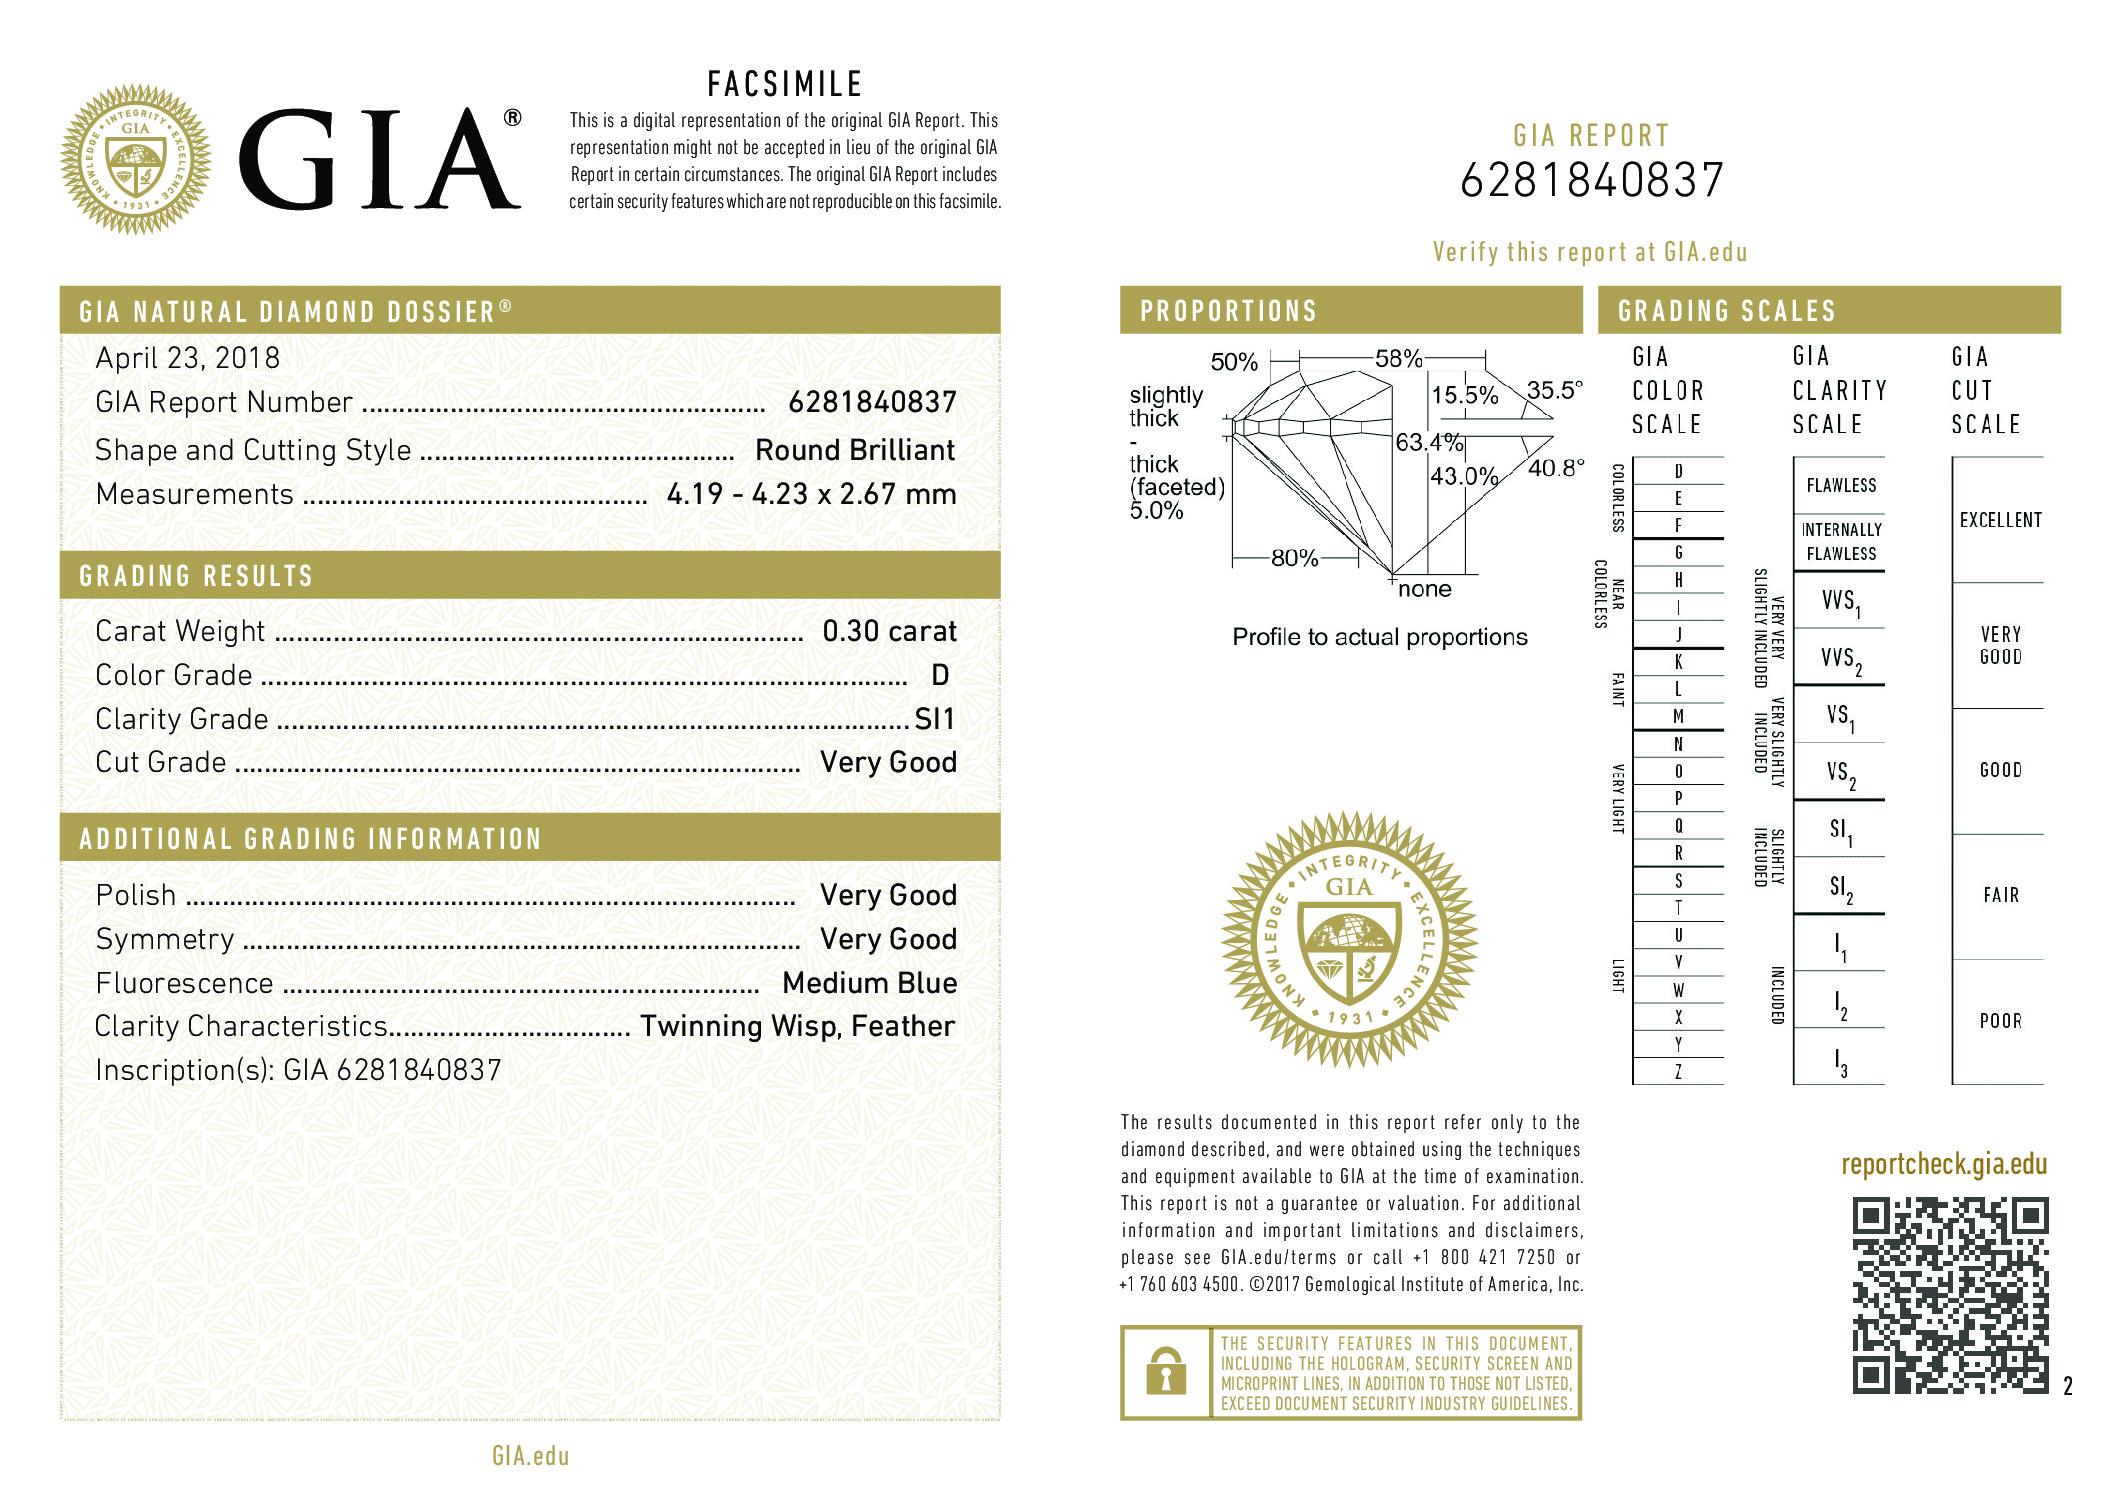 FACSIMILE
This is a digital representation of the original GIA Report. This
representation might not be accepted in lieu of the original GIA
Report in certain circumstances. The original GIA Report includes
certain security features which are not reproducible on this facsimile.
KNOWLEDGE • INTEGRITY • EXCELLENCE
GIA
• 1931 •
GIA®
GIA NATURAL DIAMOND DOSSIER®
April 23, 2018
GIA Report Number ........ 6281840837
Shape and Cutting Style ........ Round Brilliant
Measurements ........ 4.19 - 4.23 x 2.67 mm
GRADING RESULTS
Carat Weight ........ 0.30 carat
Color Grade ........ D
Clarity Grade ........ SI1
Cut Grade ........ Very Good
ADDITIONAL GRADING INFORMATION
Polish ........ Very Good
Symmetry ........ Very Good
Fluorescence ........ Medium Blue
Clarity Characteristics ........ Twinning Wisp, Feather
Inscription(s): GIA 6281840837
GIA.edu
GIA REPORT
6281840837
Verify this report at GIA.edu
PROPORTIONS
50%
58%
slightly
thick
-
thick
(faceted)
5.0%
15.5%
35.5°
63.4%
43.0%
40.8°
80%
none
Profile to actual proportions
KNOWLEDGE • INTEGRITY • EXCELLENCE
GIA
• 1931 •
The results documented in this report refer only to the
diamond described, and were obtained using the techniques
and equipment available to GIA at the time of examination.
This report is not a guarantee or valuation. For additional
information and important limitations and disclaimers,
please see GIA.edu/terms or call +1 800 421 7250 or
+1 760 603 4500. ©2017 Gemological Institute of America, Inc.
THE SECURITY FEATURES IN THIS DOCUMENT,
INCLUDING THE HOLOGRAM, SECURITY SCREEN AND
MICROPRINT LINES, IN ADDITION TO THOSE NOT LISTED,
EXCEED DOCUMENT SECURITY INDUSTRY GUIDELINES.
GRADING SCALES
GIA
COLOR
SCALE
COLORLESS
D
E
F
NEAR
COLORLESS
G
H
I
J
FAINT
K
L
M
VERY LIGHT
N
O
P
Q
R
LIGHT
S
T
U
V
W
X
Y
Z
GIA
CLARITY
SCALE
FLAWLESS
INTERNALLY
FLAWLESS
VERY VERY
SLIGHTLY INCLUDED
VVS1
VVS2
VERY SLIGHTLY
INCLUDED
VS1
VS2
SLIGHTLY
INCLUDED
SI1
SI2
INCLUDED
I1
I2
I3
GIA
CUT
SCALE
EXCELLENT
VERY
GOOD
GOOD
FAIR
POOR
reportcheck.gia.edu
2